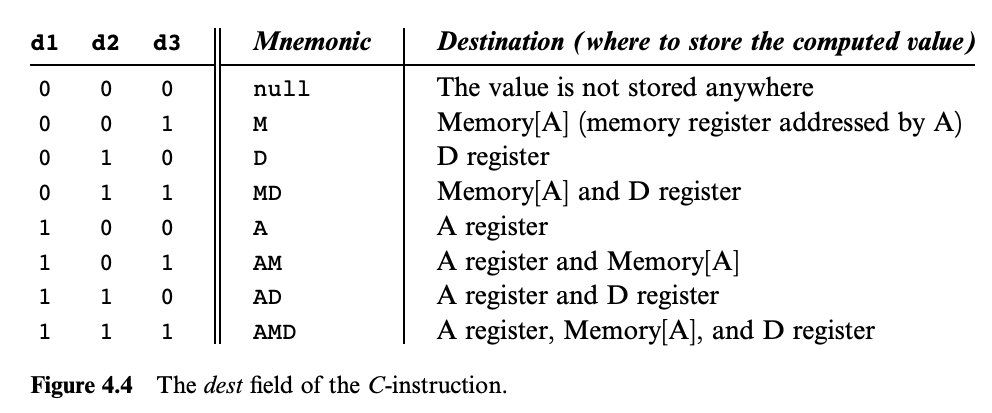 d1 d2 d3 Mnemonic Destination (where to store the computed value)
0 0 0 null The value is not stored anywhere
0 0 1 M Memory[A] (memory register addressed by A)
0 1 0 D D register
0 1 1 MD Memory[A] and D register
1 0 0 A A register
1 0 1 AM A register and Memory[A]
1 1 0 AD A register and D register
1 1 1 AMD A register, Memory[A], and D register
Figure 4.4 The dest field of the C-instruction.